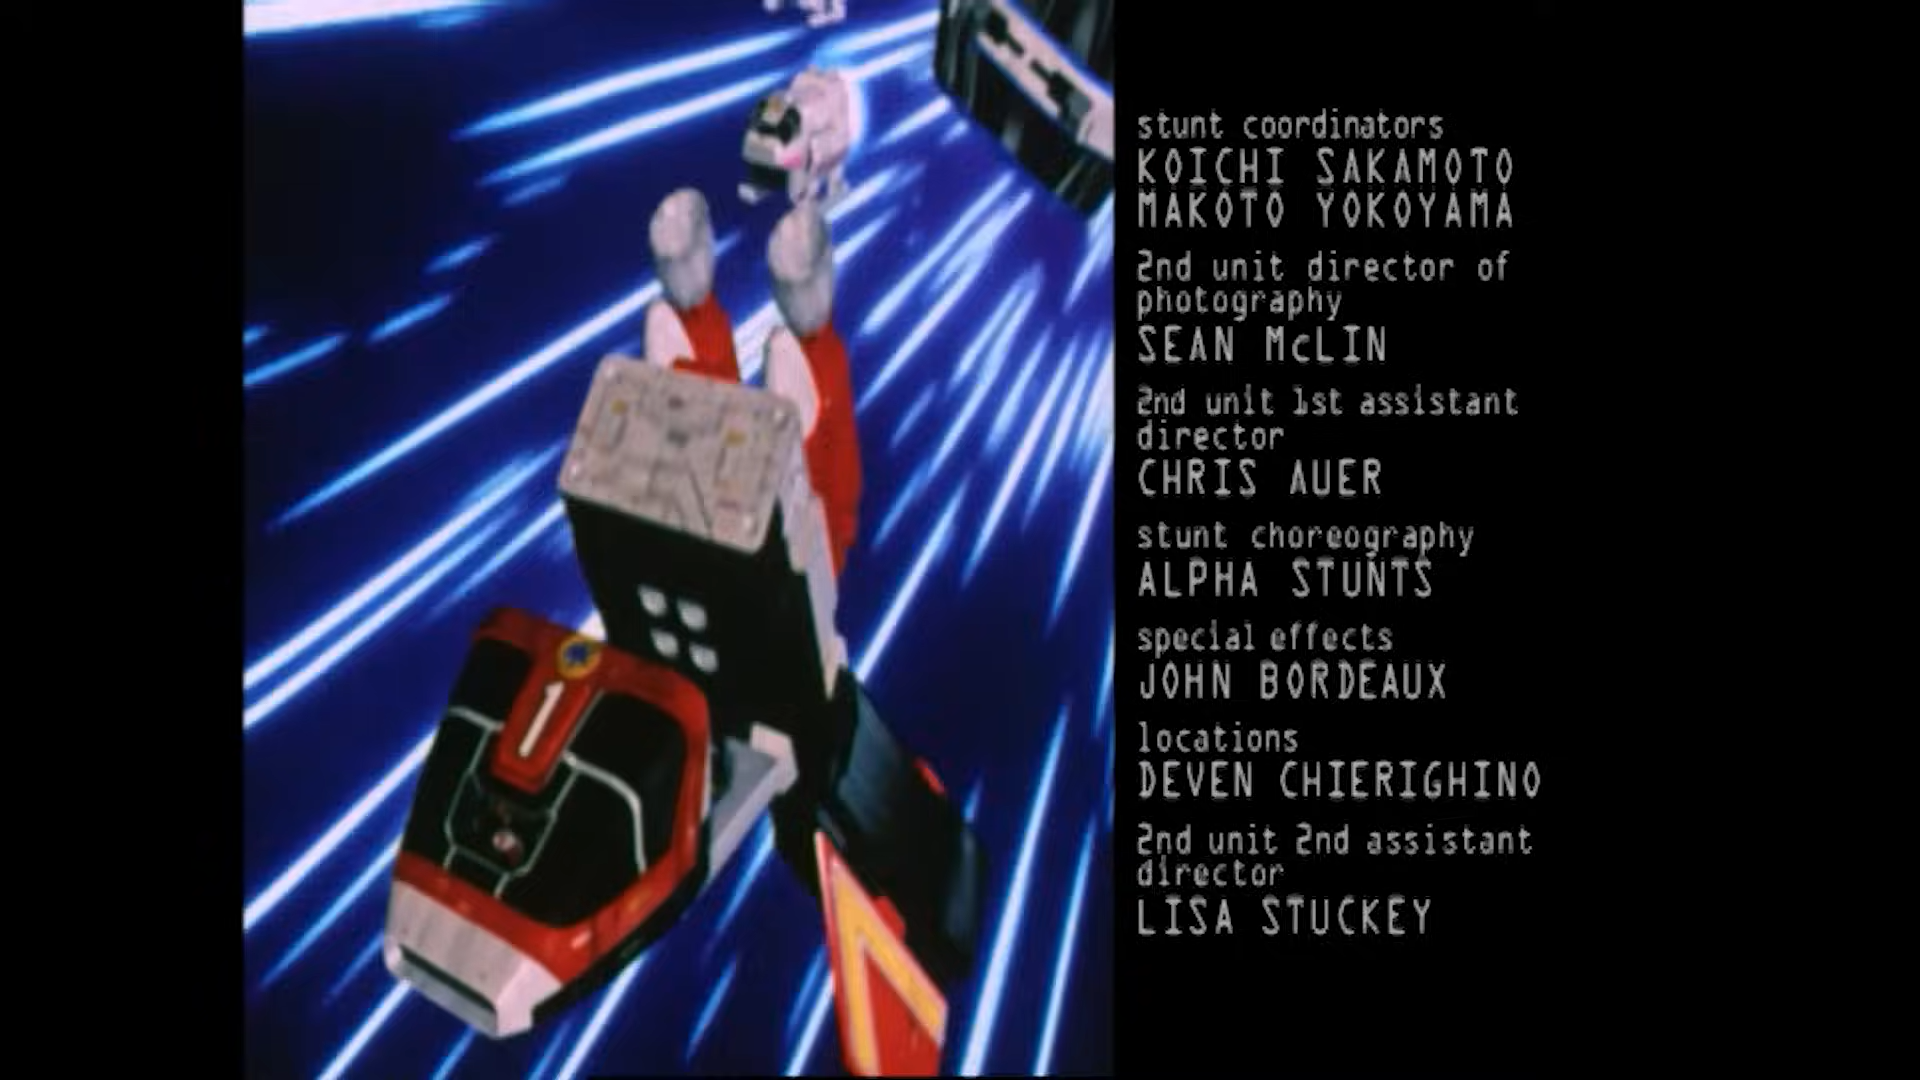 stunt coordinators
KOICHI SAKAMOTO
MAKOTO YOKOYAMA
2nd unit director of
photography
SEAN McLIN
2nd unit 1st assistant
director
CHRIS AUER
stunt choreography
ALPHA STUNTS
special effects
JOHN BORDEAUX
locations
DEVEN CHIERIGHINO
2nd unit 2nd assistant
director
LISA STUCKEY
1